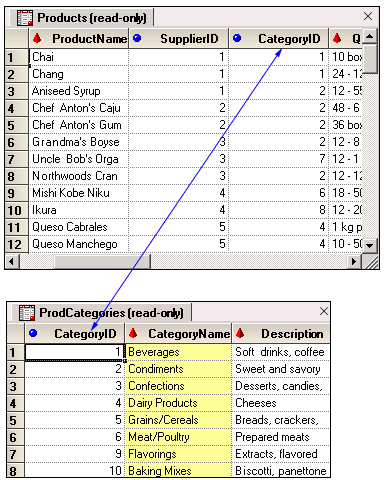 Products (read-only)
ProductName SupplierID CategoryID Q
1 Chai 1 1 10 box
2 Chang 1 1 24 - 12
3 Aniseed Syrup 1 2 12 - 55
4 Chef Anton's Caju 2 2 48 - 6
5 Chef Anton's Gum 2 2 36 box
6 Grandma's Boyse 3 2 12 - 8
7 Uncle Bob's Orga 3 7 12 - 1
8 Northwoods Cran 3 2 12 - 12
9 Mishi Kobe Niku 4 6 18 - 50
10 Ikura 4 8 12 - 20
11 Queso Cabrales 5 4 1 kg p
12 Queso Manchego 5 4 10 - 50
ProdCategories (read-only)
CategoryID CategoryName Description
1 1 Beverages Soft drinks, coffee
2 2 Condiments Sweet and savory
3 3 Confections Desserts, candies,
4 4 Dairy Products Cheeses
5 5 Grains/Cereals Breads, crackers,
6 6 Meat/Poultry Prepared meats
7 9 Flavorings Extracts, flavored
8 10 Baking Mixes Biscotti, panettone